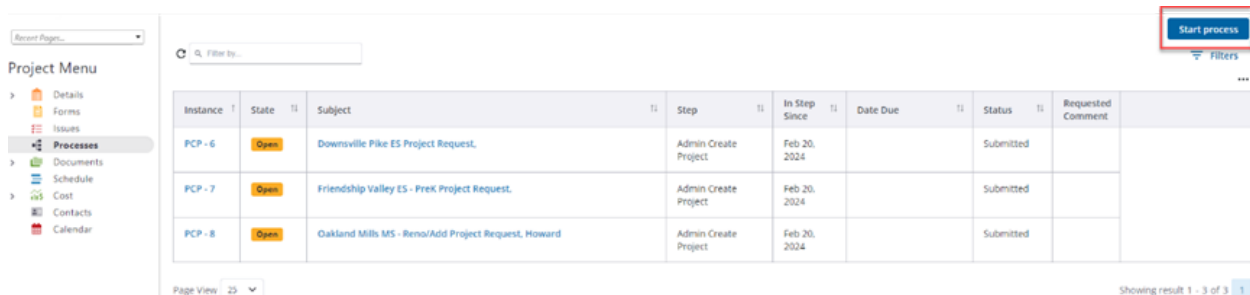 Recent Pages...
Start process
Filter by...
Filters
Project Menu
Details
Forms
Issues
Processes
Documents
Schedule
Cost
Contacts
Calendar
Instance State Subject Step In Step Since Date Due Status Requested Comment
PCP - 6 Open Downsville Pike ES Project Request, Admin Create Project Feb 20, 2024 Submitted
PCP - 7 Open Friendship Valley ES - PreK Project Request, Admin Create Project Feb 20, 2024 Submitted
PCP - 8 Open Oakland Mills MS - Reno/Add Project Request, Howard Admin Create Project Feb 20, 2024 Submitted
Page View 25 Showing result 1 - 3 of 3 1